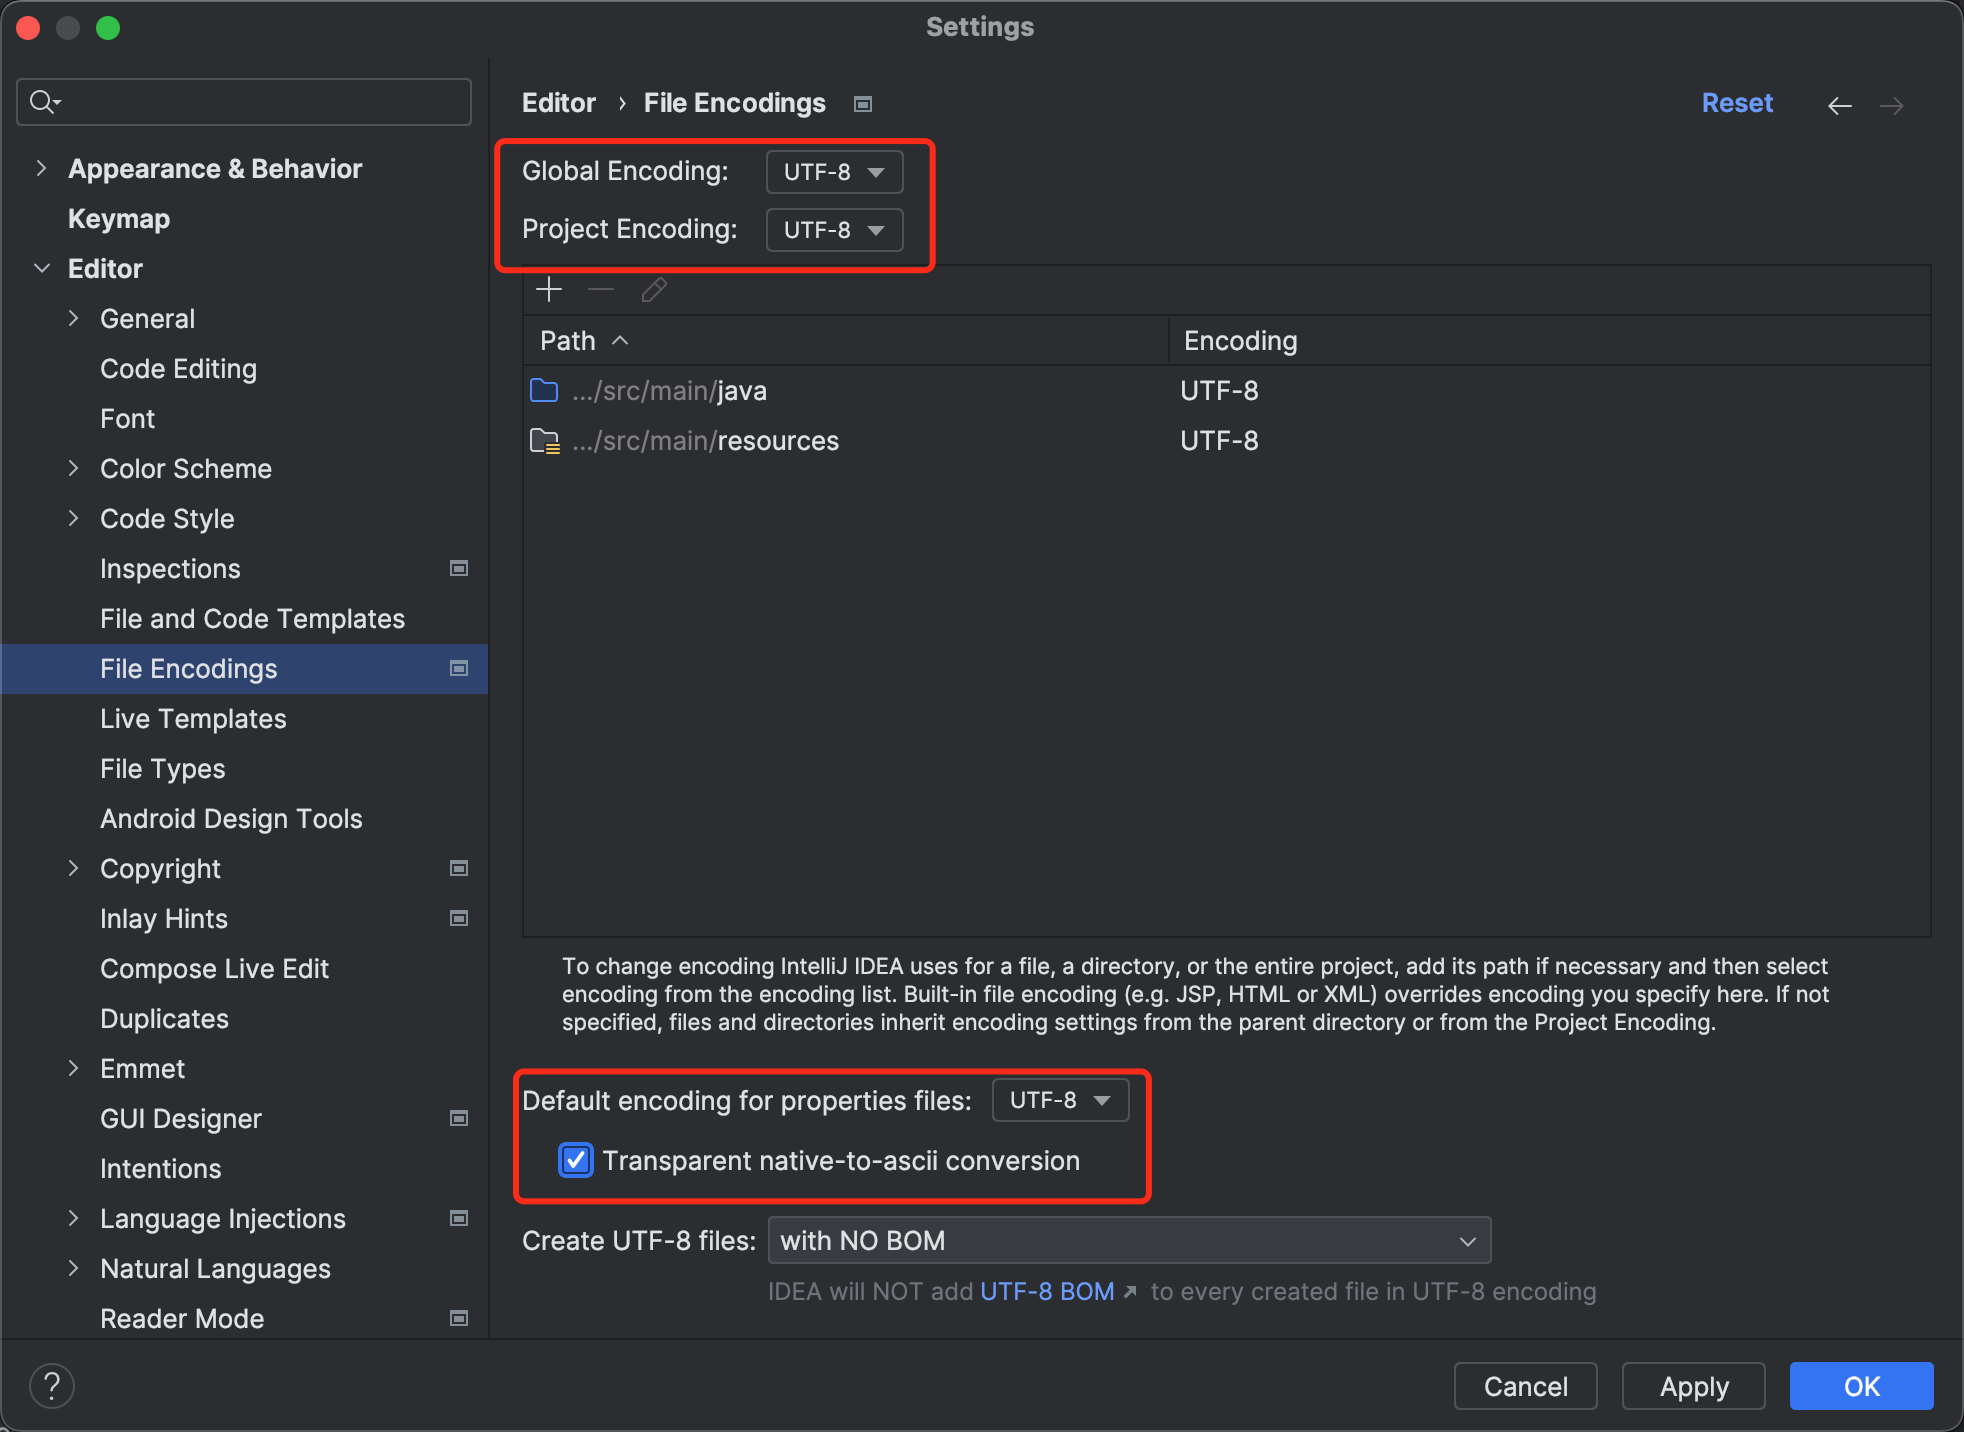 Settings
Appearance & Behavior
Keymap
Editor
General
Code Editing
Font
Color Scheme
Code Style
Inspections
File and Code Templates
File Encodings
Live Templates
File Types
Android Design Tools
Copyright
Inlay Hints
Compose Live Edit
Duplicates
Emmet
GUI Designer
Intentions
Language Injections
Natural Languages
Reader Mode
Editor › File Encodings
Reset
Global Encoding: UTF-8
Project Encoding: UTF-8
Path Encoding
.../src/main/java UTF-8
.../src/main/resources UTF-8
To change encoding IntelliJ IDEA uses for a file, a directory, or the entire project, add its path if necessary and then select
encoding from the encoding list. Built-in file encoding (e.g. JSP, HTML or XML) overrides encoding you specify here. If not
specified, files and directories inherit encoding settings from the parent directory or from the Project Encoding.
Default encoding for properties files: UTF-8
Transparent native-to-ascii conversion
Create UTF-8 files: with NO BOM
IDEA will NOT add UTF-8 BOM ↗ to every created file in UTF-8 encoding
?
Cancel
Apply
OK